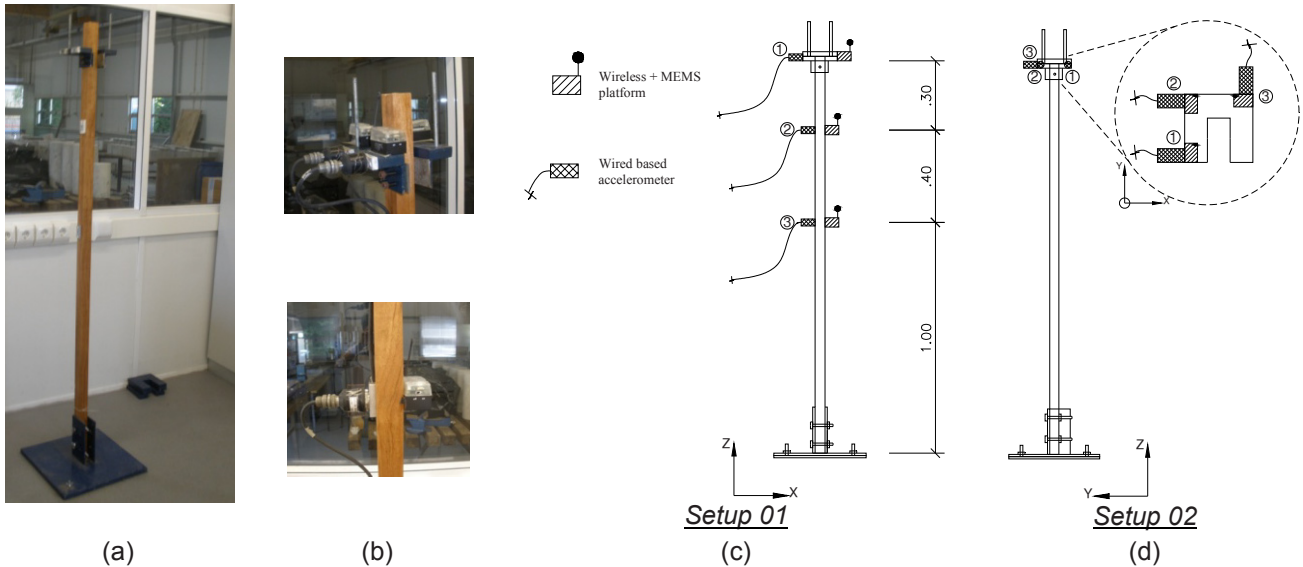 Wireless + MEMS
platform
Wired based
accelerometer
①
②
③
.30
.40
1.00
Z
X
Setup 01
③
②
①
②
③
①
Y
X
Z
Y
Setup 02
(a)
(b)
(c)
(d)